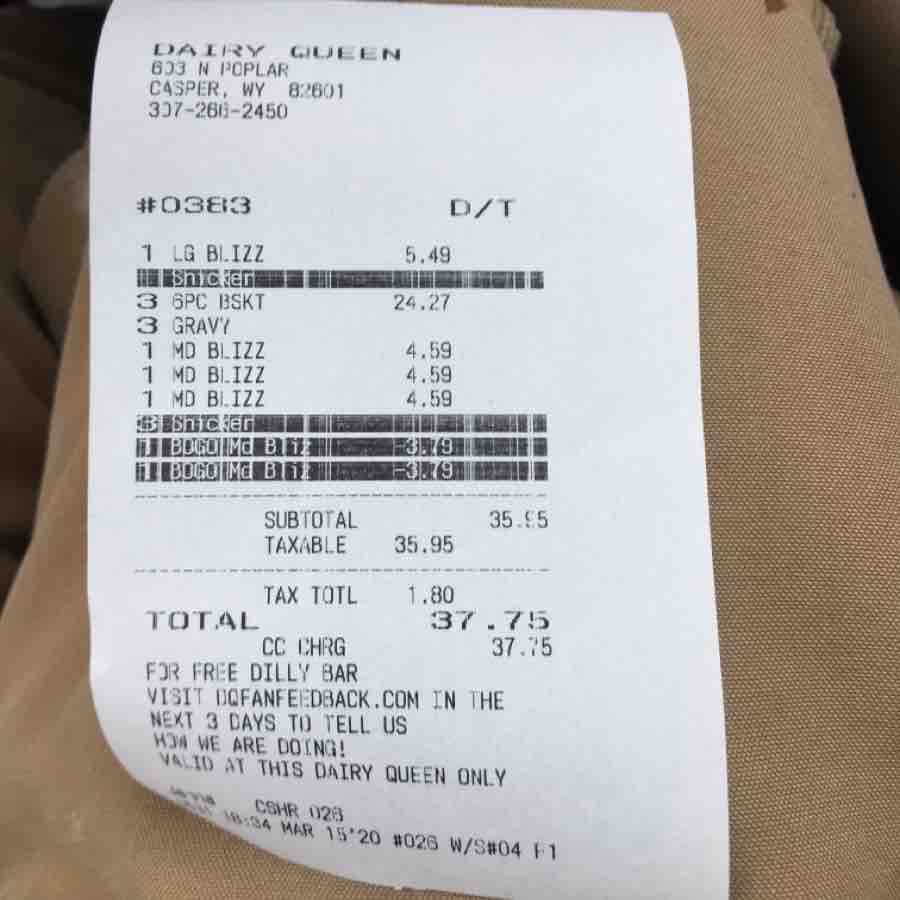 DAIRY QUEEN
603 N POPLAR
CASPER, WY 82601
307-266-2450
#0383 D/T
1 LG BLIZZ 5.49
1 Snicker
3 6PC BSKT 24.27
3 GRAVY
1 MD BLIZZ 4.59
1 MD BLIZZ 4.59
1 MD BLIZZ 4.59
3 Snicker
1 BOGO Md Bliz -3.79
1 BOGO Md Bliz -3.79
SUBTOTAL 35.95
TAXABLE 35.95
TAX TOTL 1.80
TOTAL 37.75
CC CHRG 37.75
FOR FREE DILLY BAR
VISIT DQFANFEEDBACK.COM IN THE
NEXT 3 DAYS TO TELL US
HOW WE ARE DOING!
VALID AT THIS DAIRY QUEEN ONLY
CSHR 026
18:34 MAR 15'20 #026 W/S#04 F1